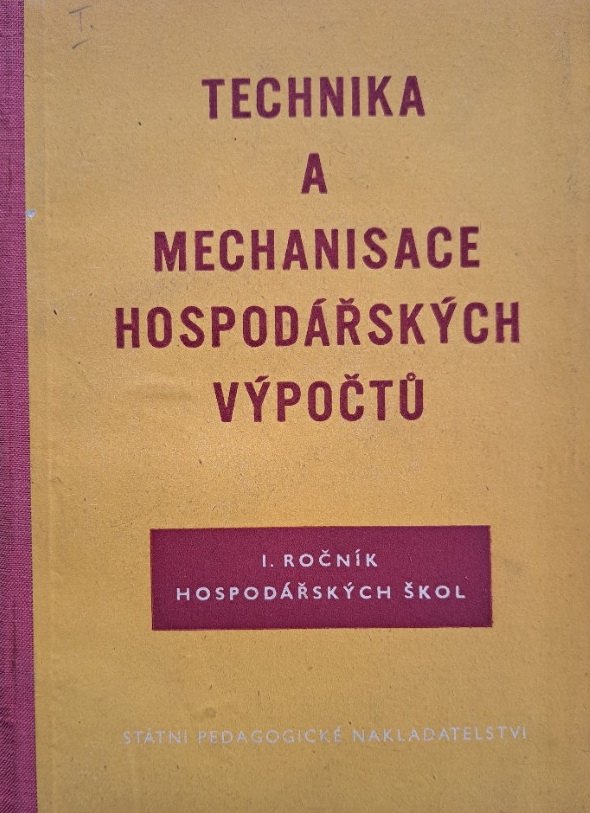 I.
TECHNIKA
A
MECHANISACE
HOSPODÁŘSKÝCH
VÝPOČTŮ
I. ROČNÍK
HOSPODÁŘSKÝCH ŠKOL
STÁTNÍ PEDAGOGICKÉ NAKLADATELSTVÍ